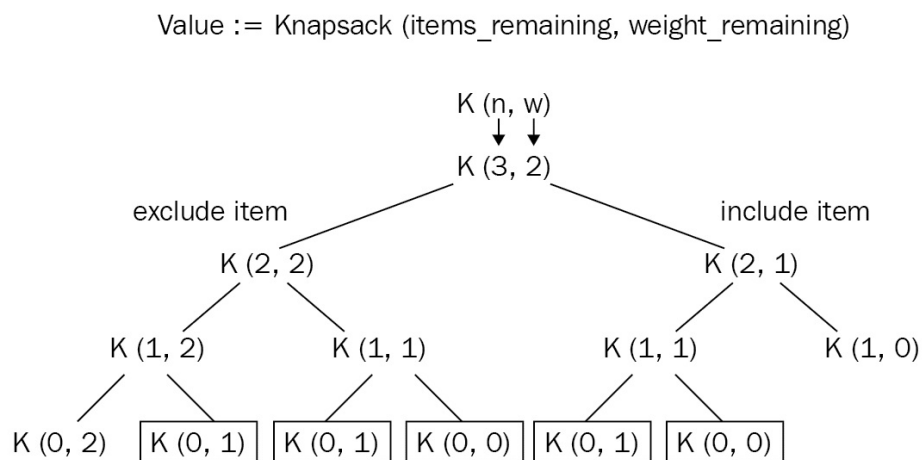 Value := Knapsack (items_remaining, weight_remaining)
K (n, w)
K (3, 2)
exclude item
include item
K (2, 2)
K (2, 1)
K (1, 2)
K (1, 1)
K (1, 1)
K (1, 0)
K (0, 2)
K (0, 1)
K (0, 1)
K (0, 0)
K (0, 1)
K (0, 0)